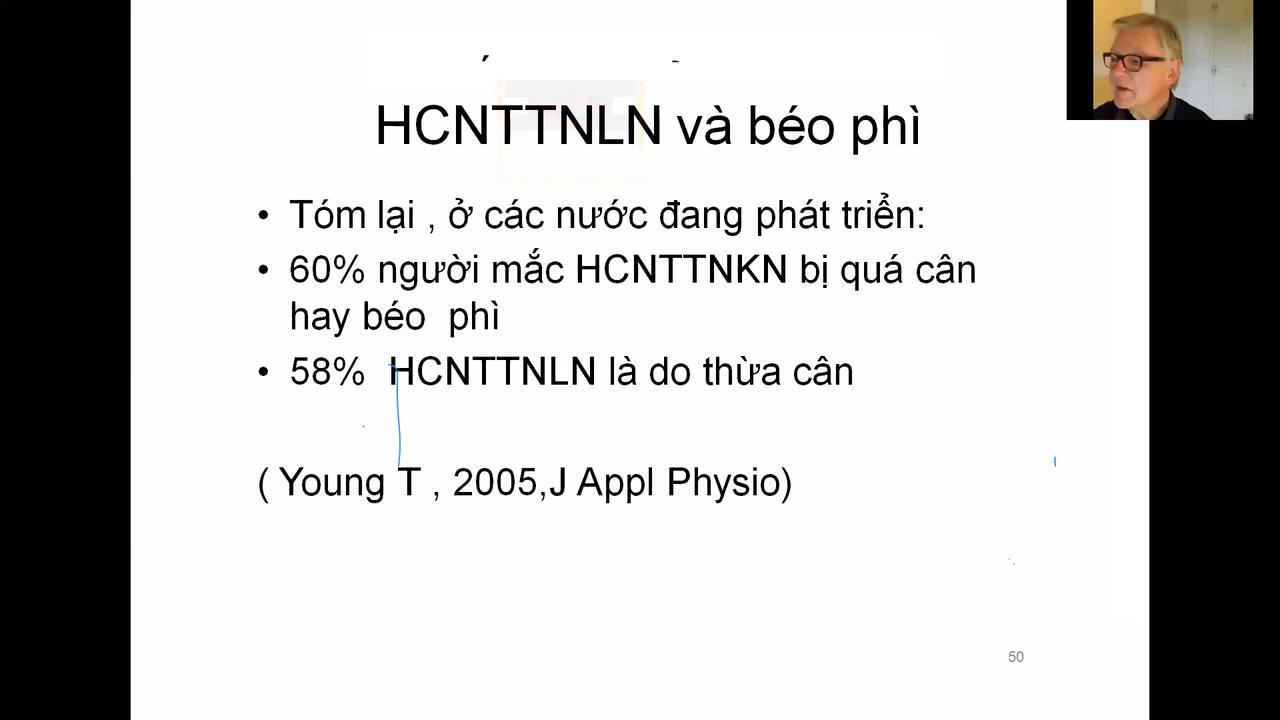 HCNTTNLN và béo phì
• Tóm lại , ở các nước đang phát triển:
• 60% người mắc HCNTTNKN bị quá cân
hay béo phì
• 58% HCNTTNLN là do thừa cân
( Young T , 2005,J Appl Physio)
50